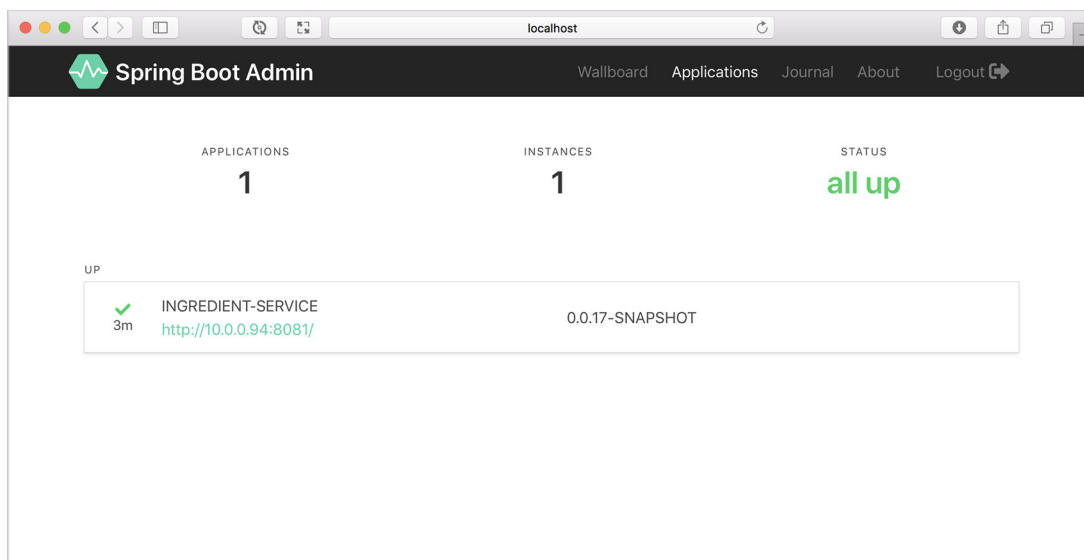 localhost
Spring Boot Admin Wallboard Applications Journal About Logout
APPLICATIONS INSTANCES STATUS
1 1 all up
UP
INGREDIENT-SERVICE
3m http://10.0.0.94:8081/ 0.0.17-SNAPSHOT